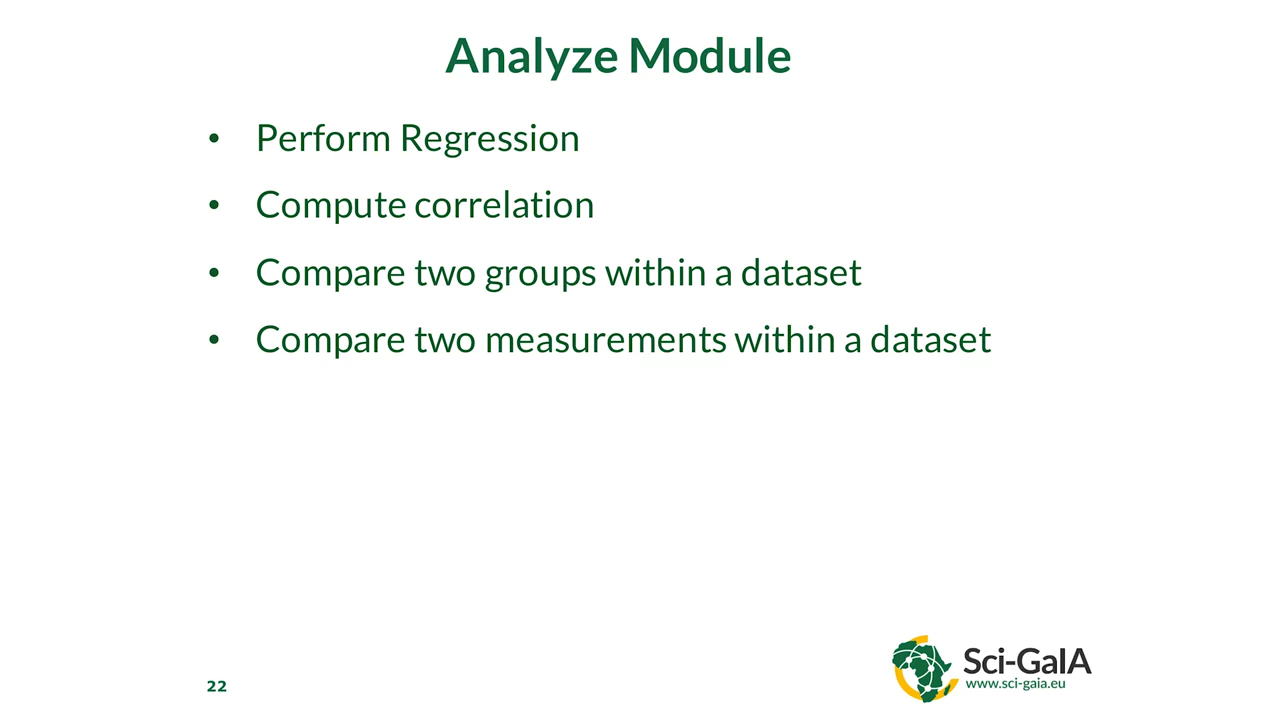 Analyze Module
• Perform Regression
• Compute correlation
• Compare two groups within a dataset
• Compare two measurements within a dataset
22
Sci-GaIA
www.sci-gaia.eu